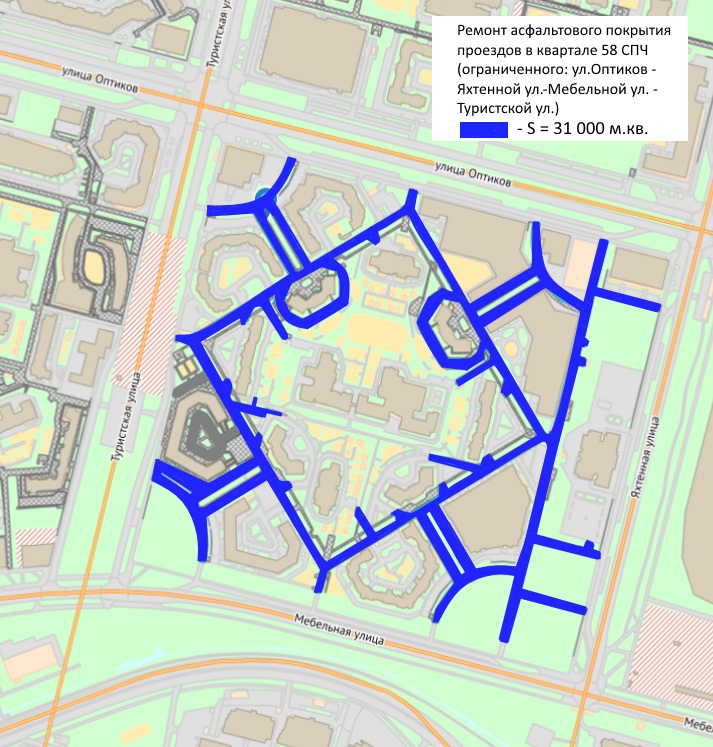 Ремонт асфальтового покрытия
проездов в квартале 58 СПЧ
(ограниченного: ул.Оптиков -
Яхтенной ул.-Мебельной ул. -
Туристской ул.)
- S = 31 000 м.кв.
Туристская ул
улица Оптиков
улица Оптиков
Туристская улица
Яхтенная улица
Мебельная улица
Мебе